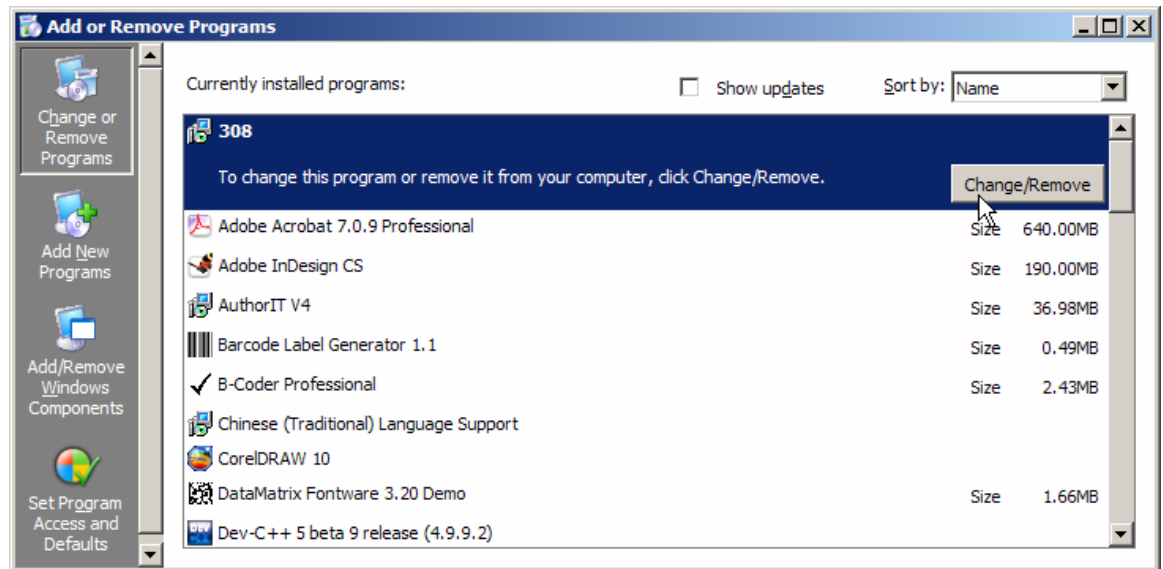 Add or Remove Programs
Change or
Remove
Programs
Add New
Programs
Add/Remove
Windows
Components
Set Program
Access and
Defaults
Currently installed programs:
Show updates
Sort by: Name
308
To change this program or remove it from your computer, click Change/Remove.
Change/Remove
Adobe Acrobat 7.0.9 Professional Size 640.00MB
Adobe InDesign CS Size 190.00MB
AuthorIT V4 Size 36.98MB
Barcode Label Generator 1.1 Size 0.49MB
B-Coder Professional Size 2.43MB
Chinese (Traditional) Language Support
CorelDRAW 10
DataMatrix Fontware 3.20 Demo Size 1.66MB
Dev-C++ 5 beta 9 release (4.9.9.2)